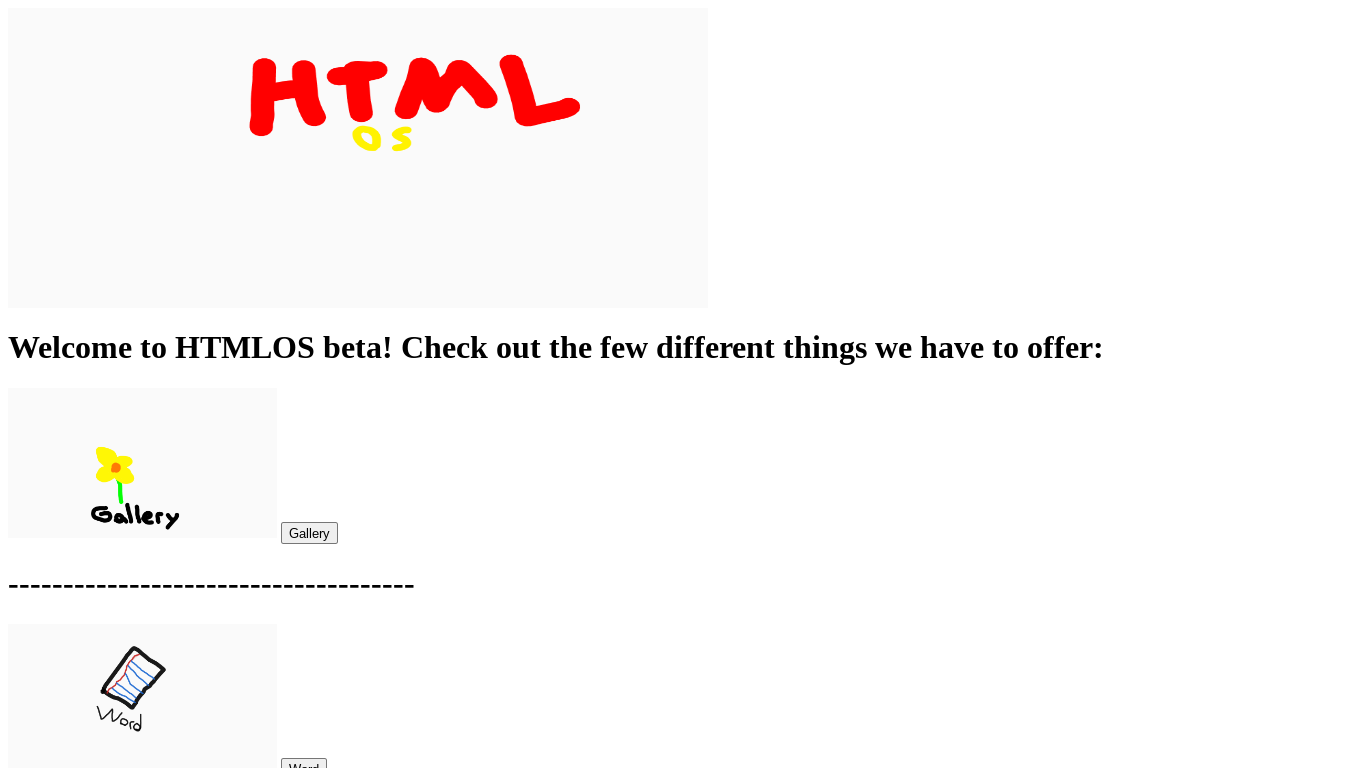 HTML
OS
Welcome to HTMLOS beta! Check out the few different things we have to offer:
Gallery
Gallery
-------------------------------------
Word
Word